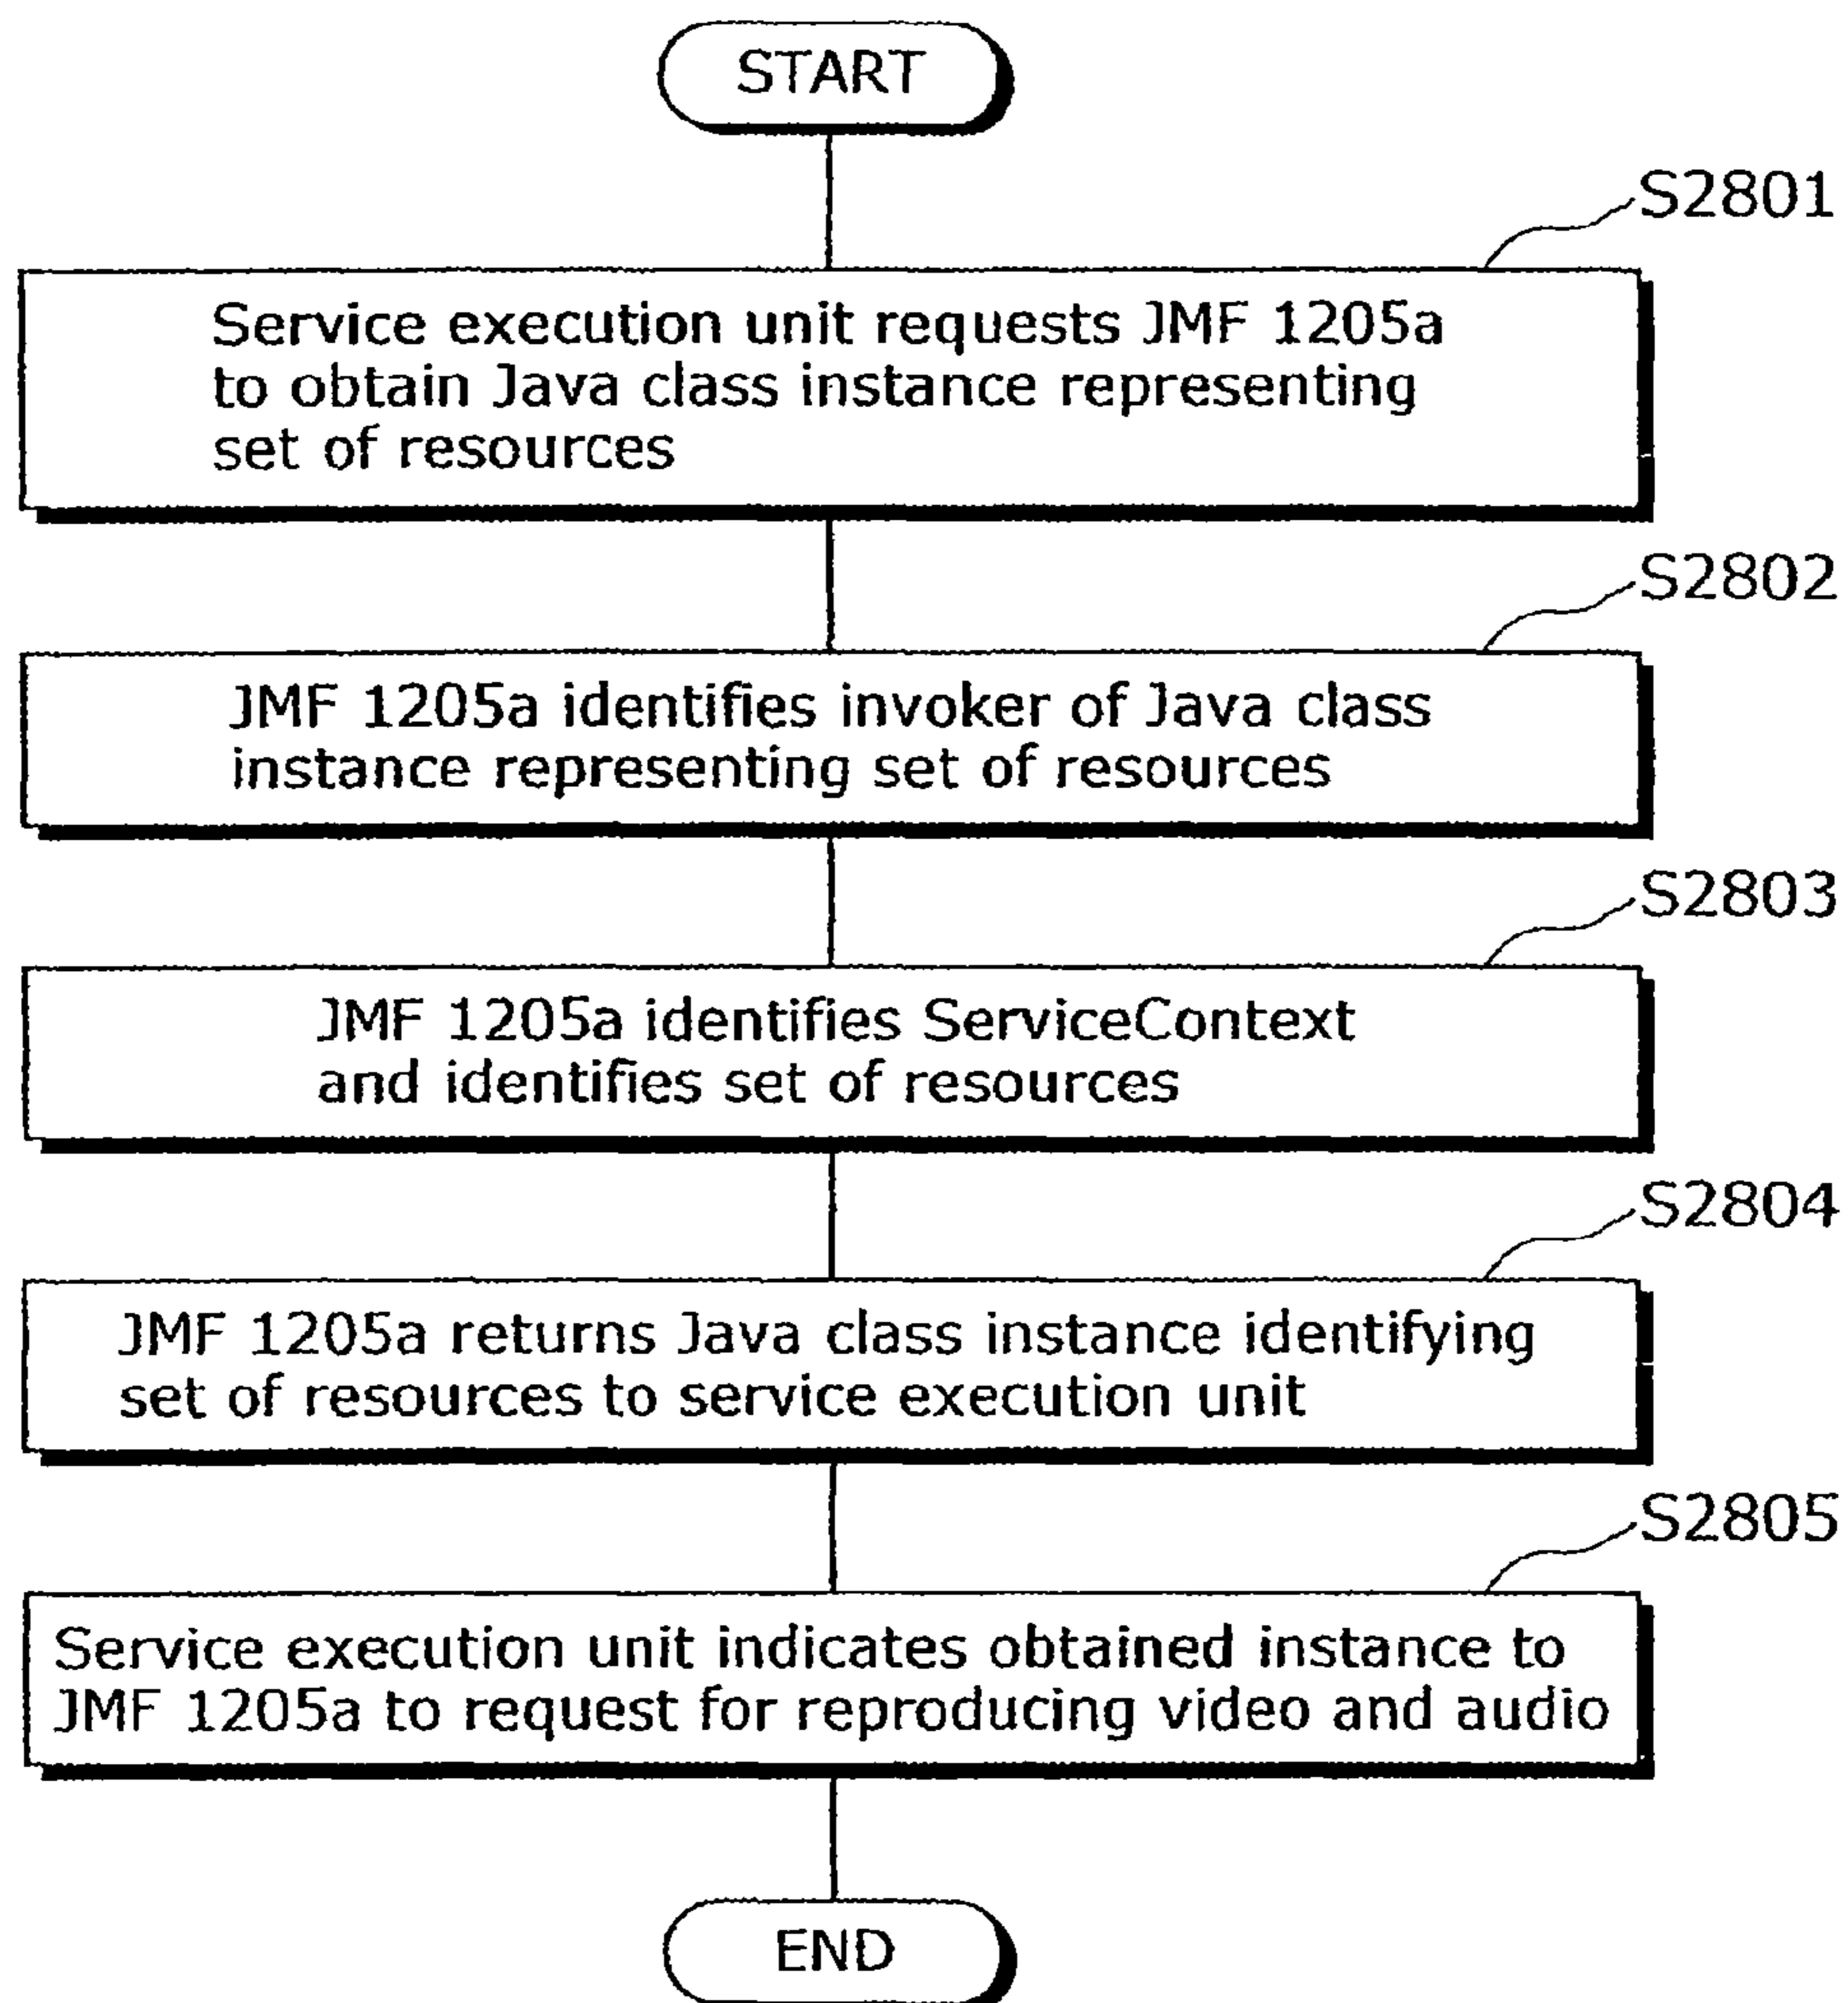 START
S2801
Service execution unit requests JMF 1205a
to obtain Java class instance representing
set of resources
S2802
JMF 1205a identifies invoker of Java class
instance representing set of resources
S2803
JMF 1205a identifies ServiceContext
and identifies set of resources
S2804
JMF 1205a returns Java class instance identifying
set of resources to service execution unit
S2805
Service execution unit indicates obtained instance to
JMF 1205a to request for reproducing video and audio
END